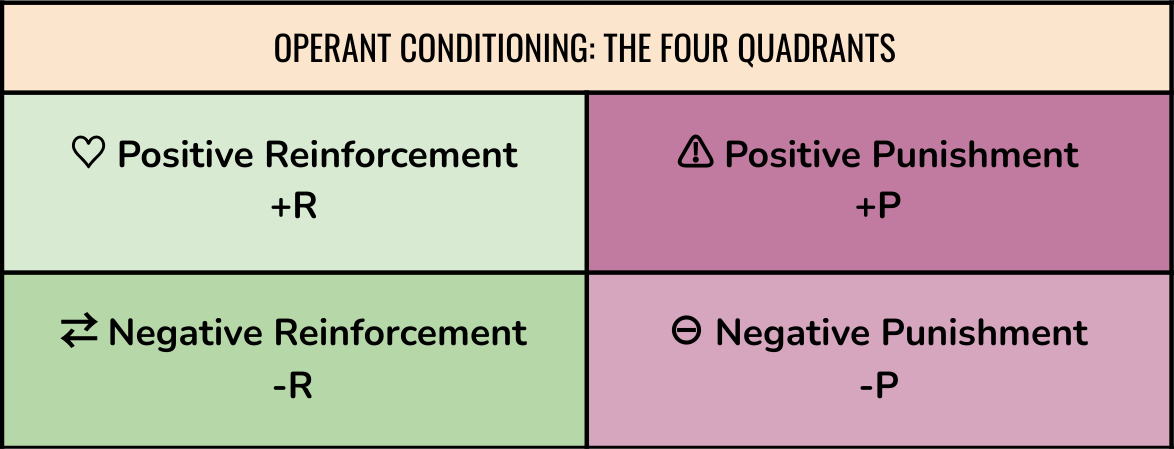 OPERANT CONDITIONING: THE FOUR QUADRANTS
♡ Positive Reinforcement
+R
⚠ Positive Punishment
+P
⇄ Negative Reinforcement
-R
⊖ Negative Punishment
-P